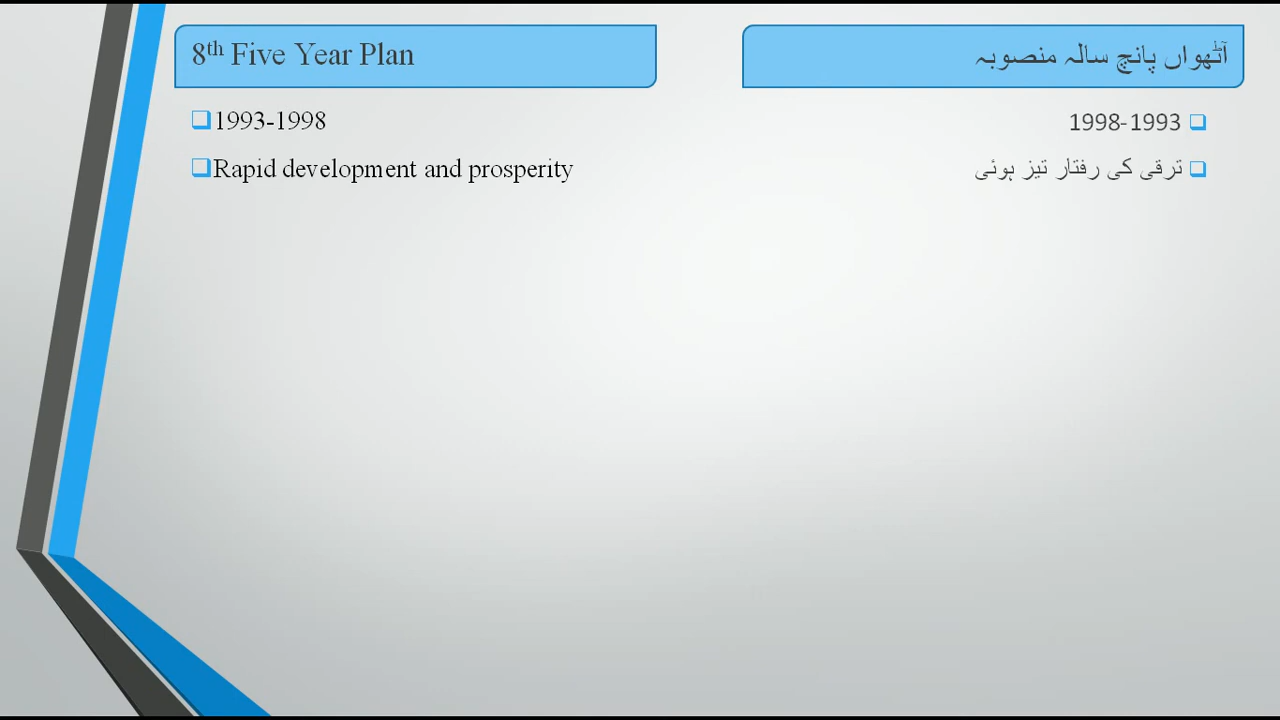 8th Five Year Plan
1993-1998
Rapid development and prosperity
آٹھواں پانچ سالہ منصوبہ
1998-1993
ترقی کی رفتار تیز ہوئی